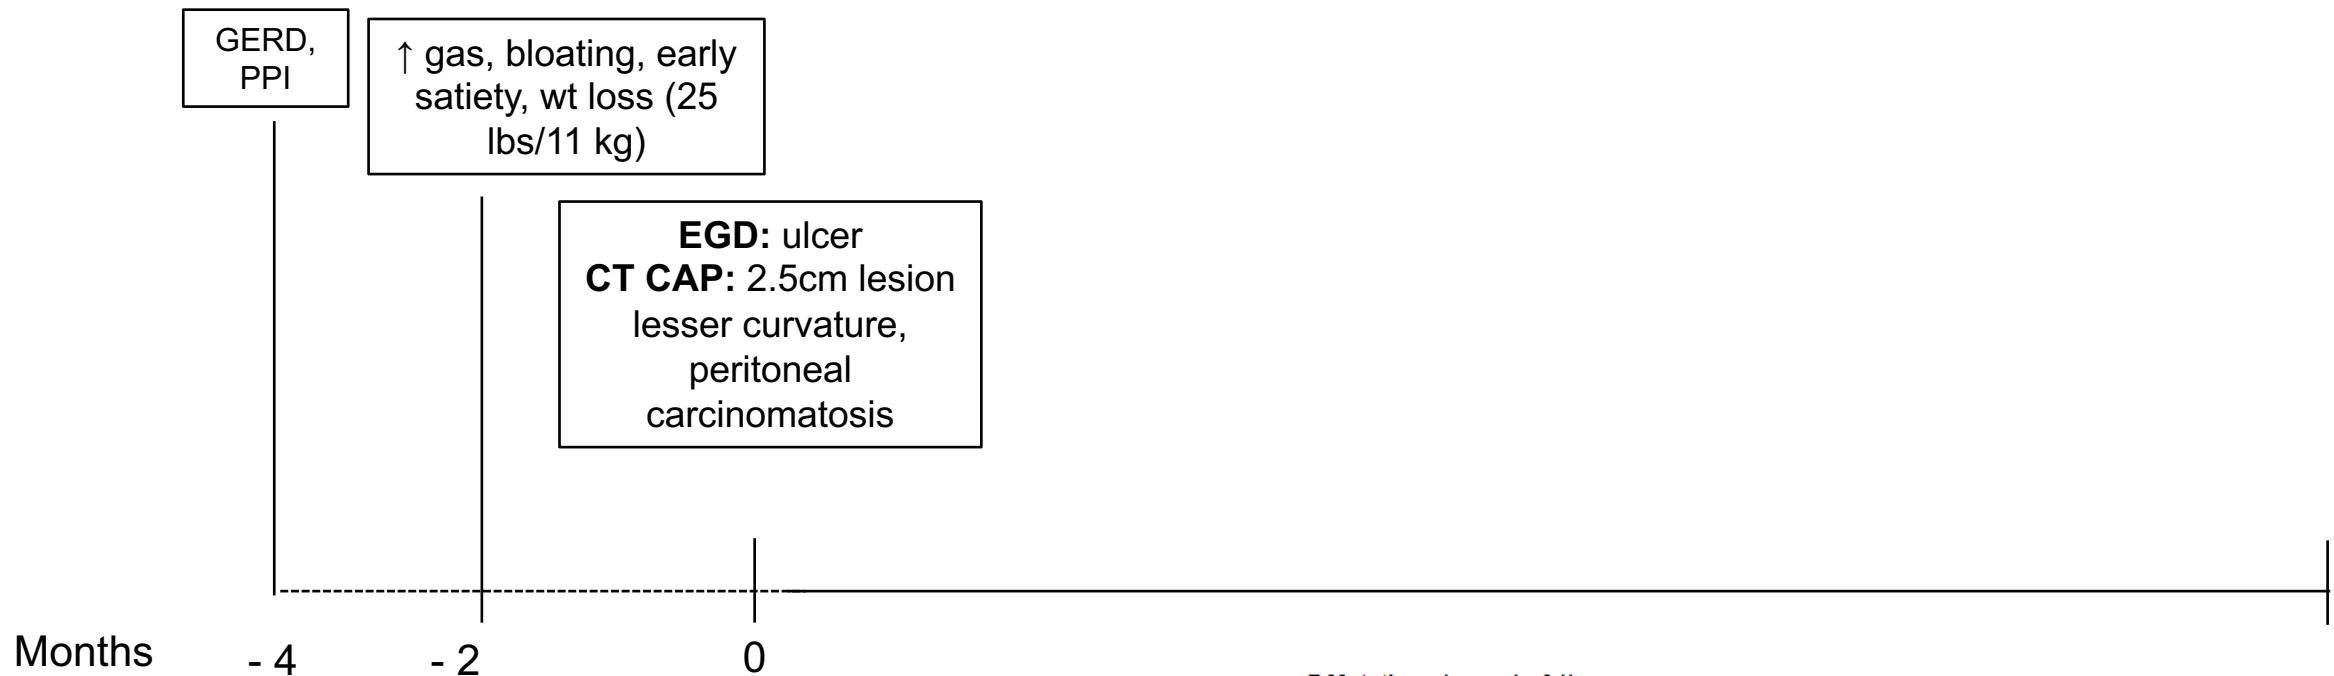 GERD,
PPI
↑ gas, bloating, early
satiety, wt loss (25
lbs/11 kg)
EGD: ulcer
CT CAP: 2.5cm lesion
lesser curvature,
peritoneal
carcinomatosis
Months - 4 - 2 0